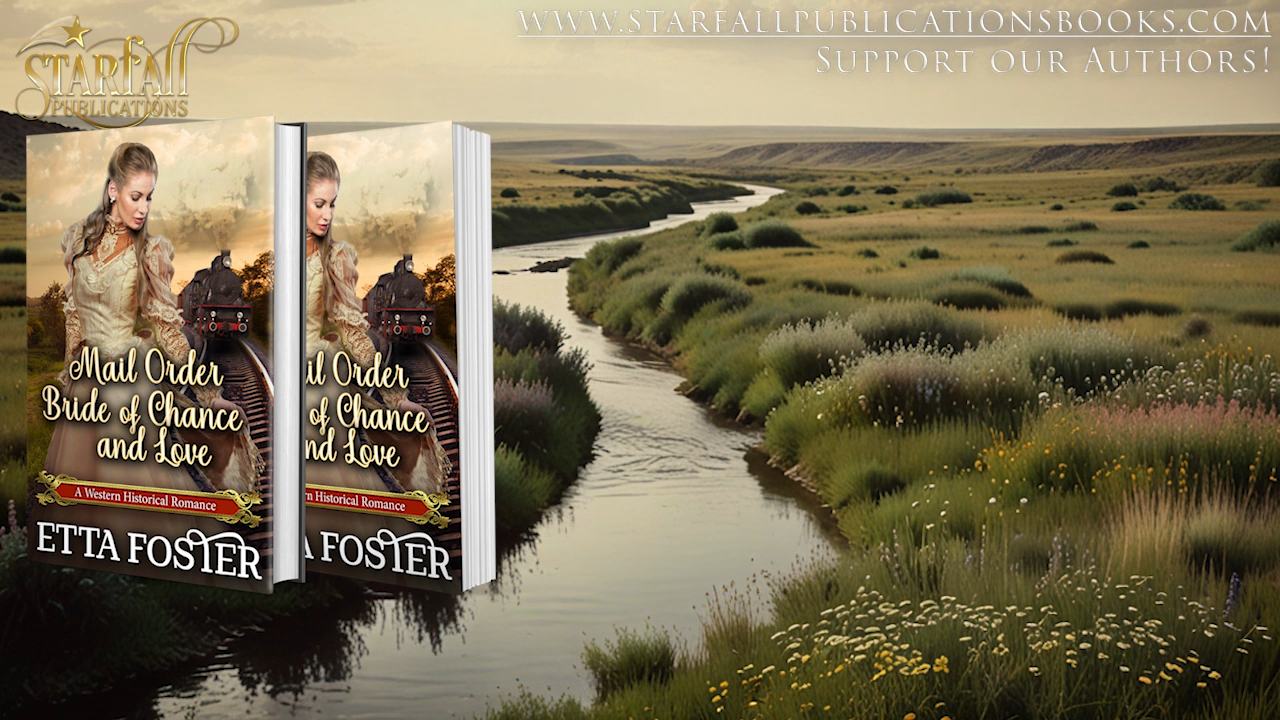 STARfall
PUBLICATIONS
WWW.STARFALLPUBLICATIONSBOOKS.COM
SUPPORT OUR AUTHORS!
Mail Order
Bride of Chance
and Love
A Western Historical Romance
ETTA FOSTER
il Order
of Chance
nd Love
rn Historical Romance
A FOSTER